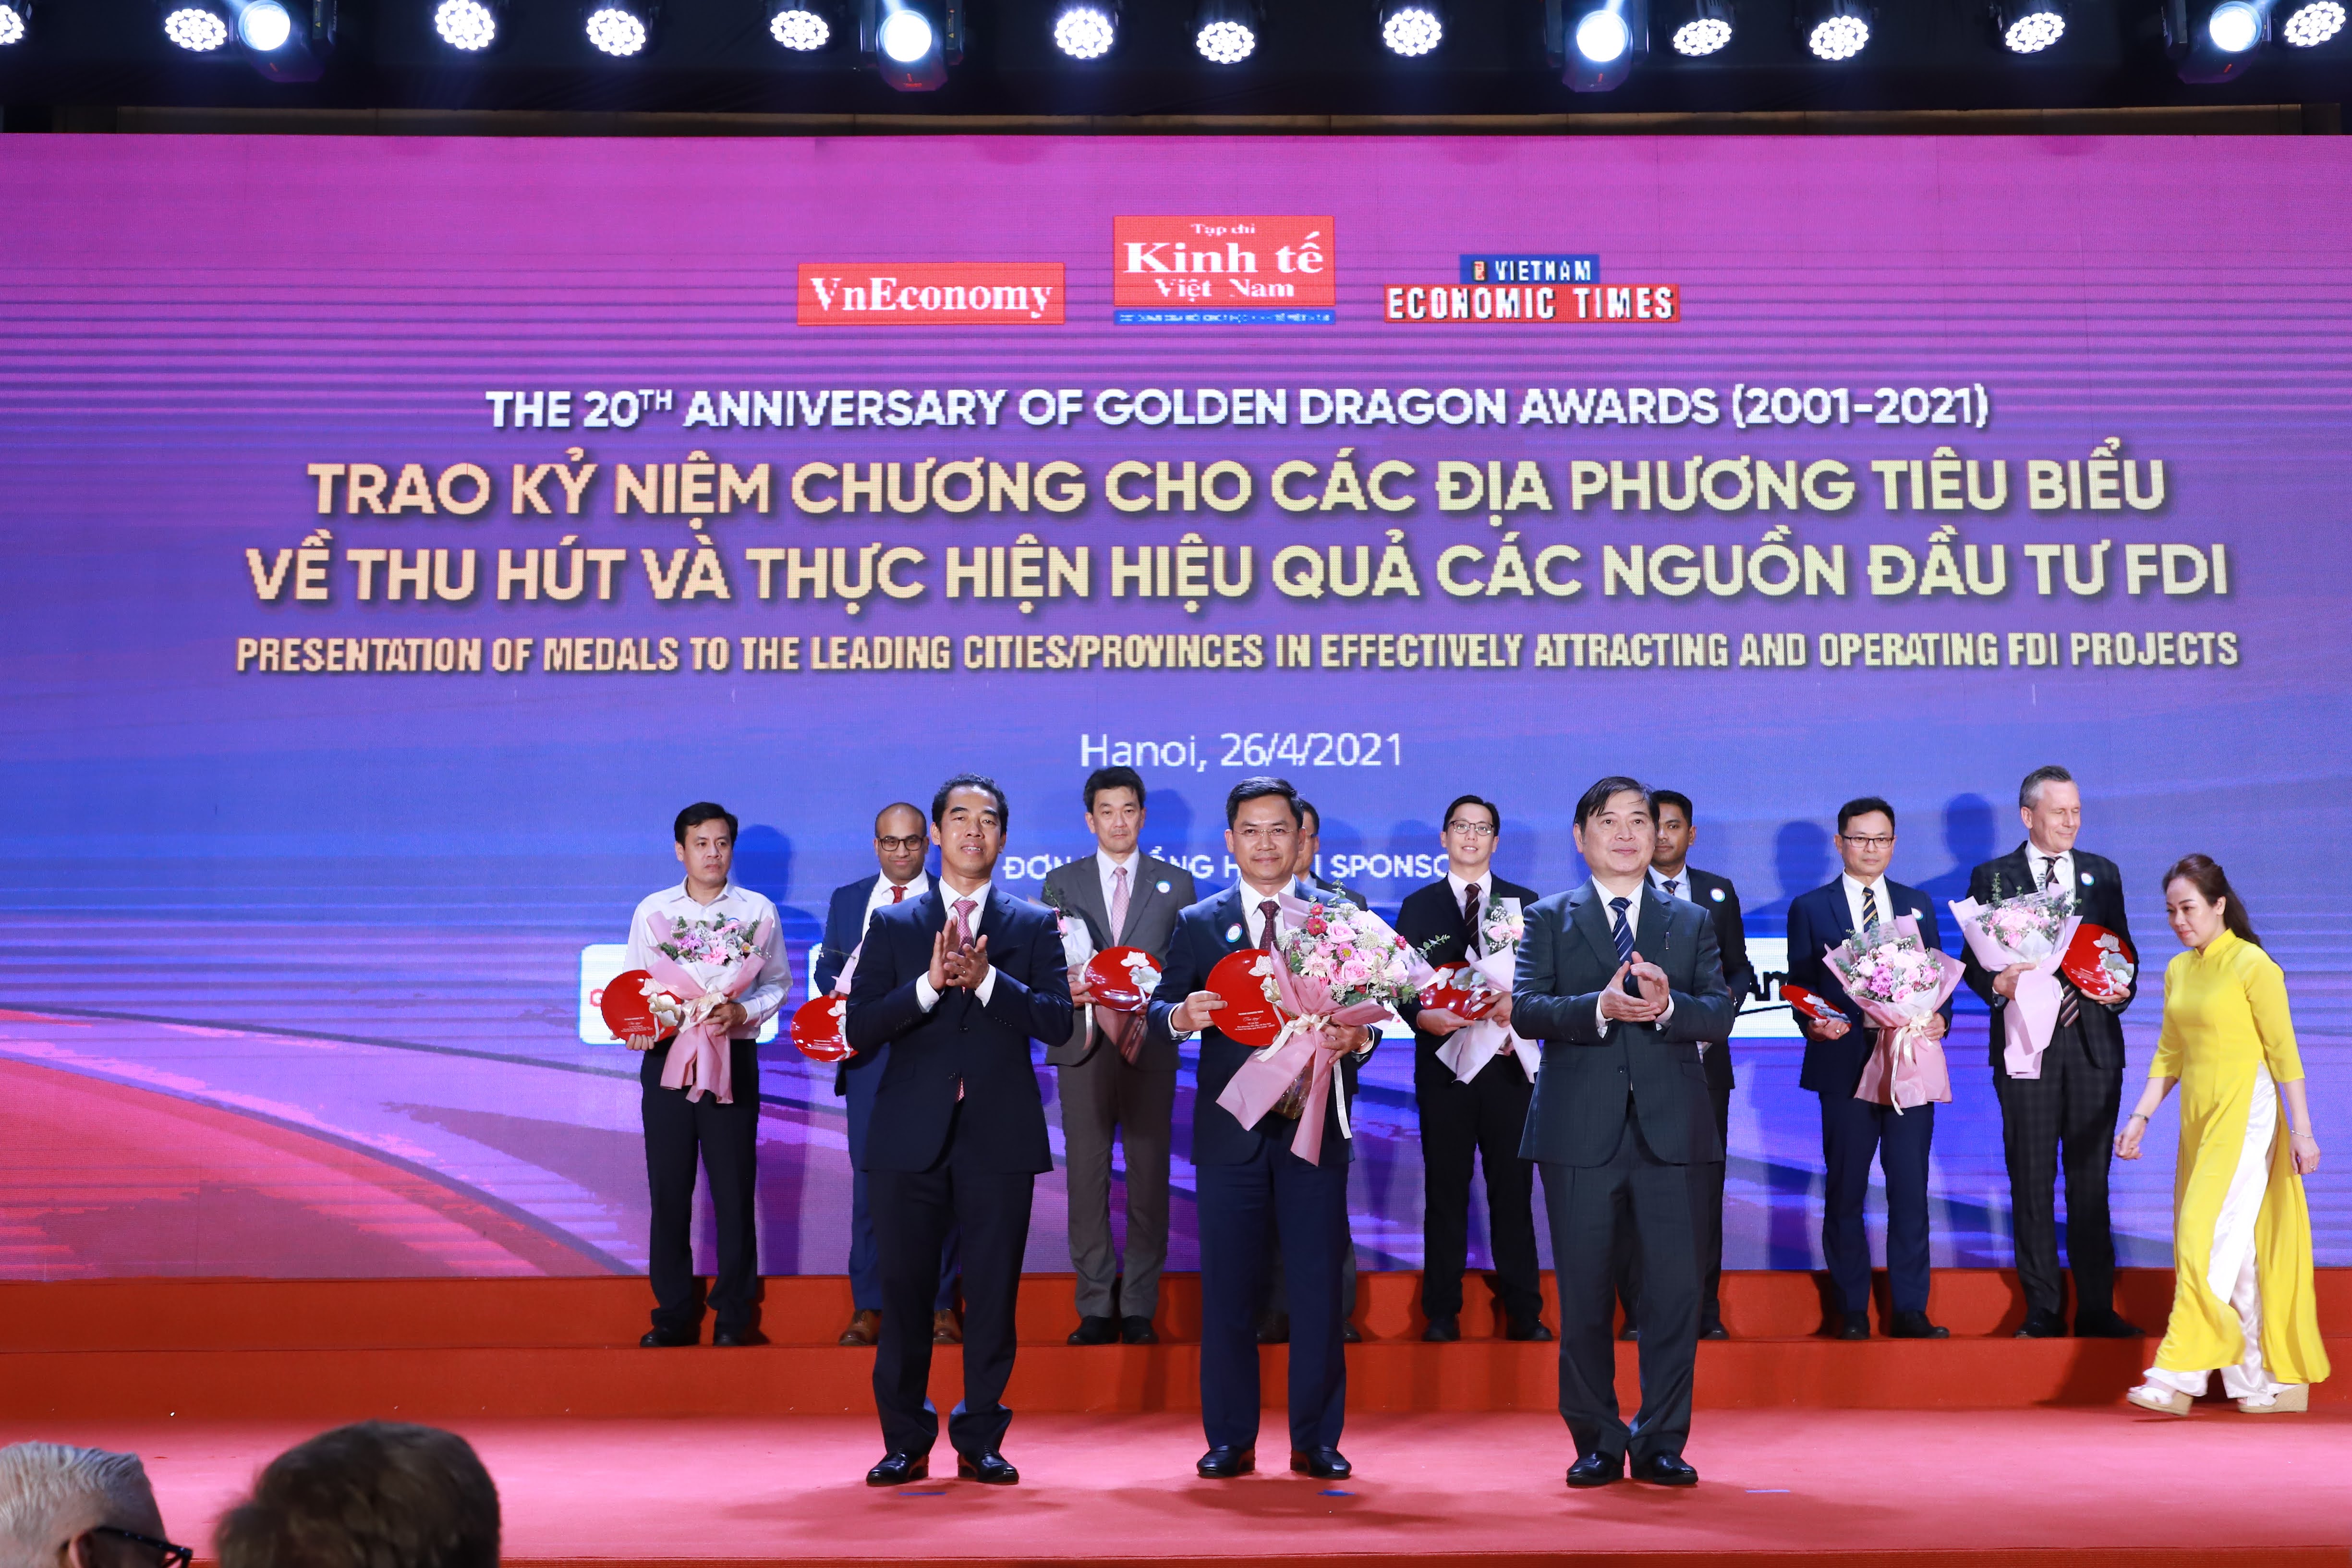 VnEconomy
Tạp chí
Kinh tế
Việt Nam
VIETNAM
ECONOMIC TIMES
THE 20TH ANNIVERSARY OF GOLDEN DRAGON AWARDS (2001-2021)
TRAO KỶ NIỆM CHƯƠNG CHO CÁC ĐỊA PHƯƠNG TIÊU BIỂU
VỀ THU HÚT VÀ THỰC HIỆN HIỆU QUẢ CÁC NGUỒN ĐẦU TƯ FDI
PRESENTATION OF MEDALS TO THE LEADING CITIES/PROVINCES IN EFFECTIVELY ATTRACTING AND OPERATING FDI PROJECTS
Hanoi, 26/4/2021